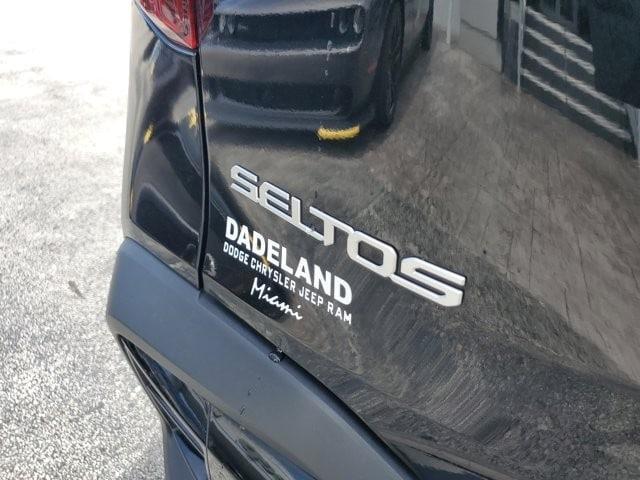 SELTOS
DADELAND
DODGE CHRYSLER JEEP RAM
Miami